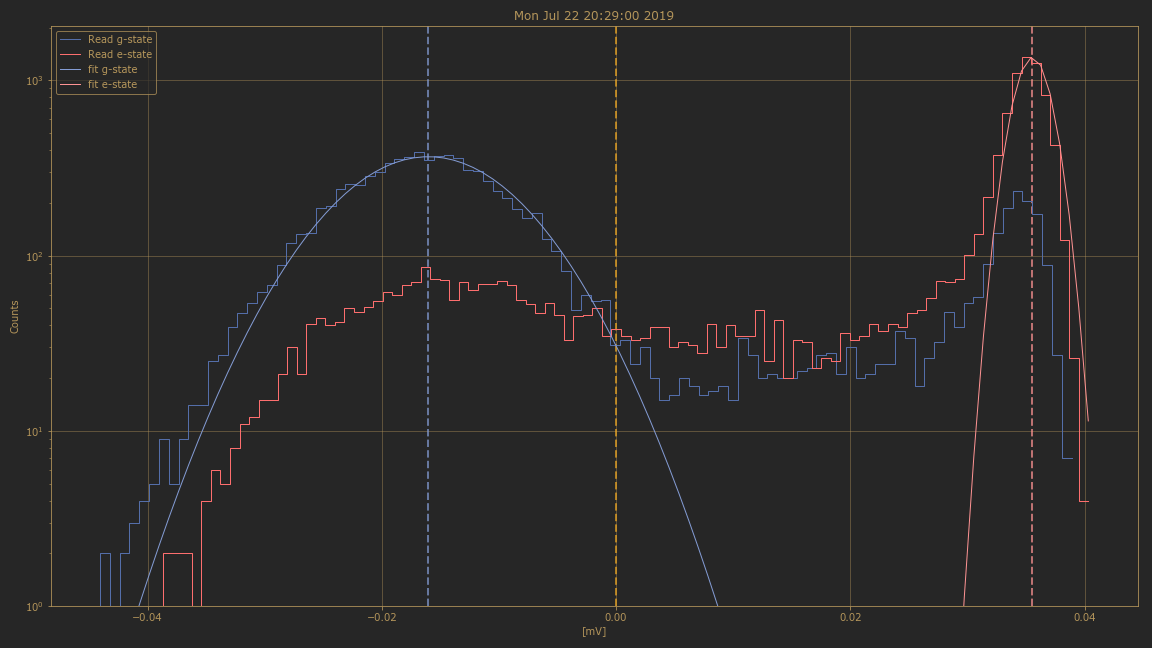 Mon Jul 22 20:29:00 2019
Read g-state
Read e-state
fit g-state
fit e-state
10³
10²
10¹
10⁰
Counts
−0.04 −0.02 0.00 0.02 0.04
[mV]